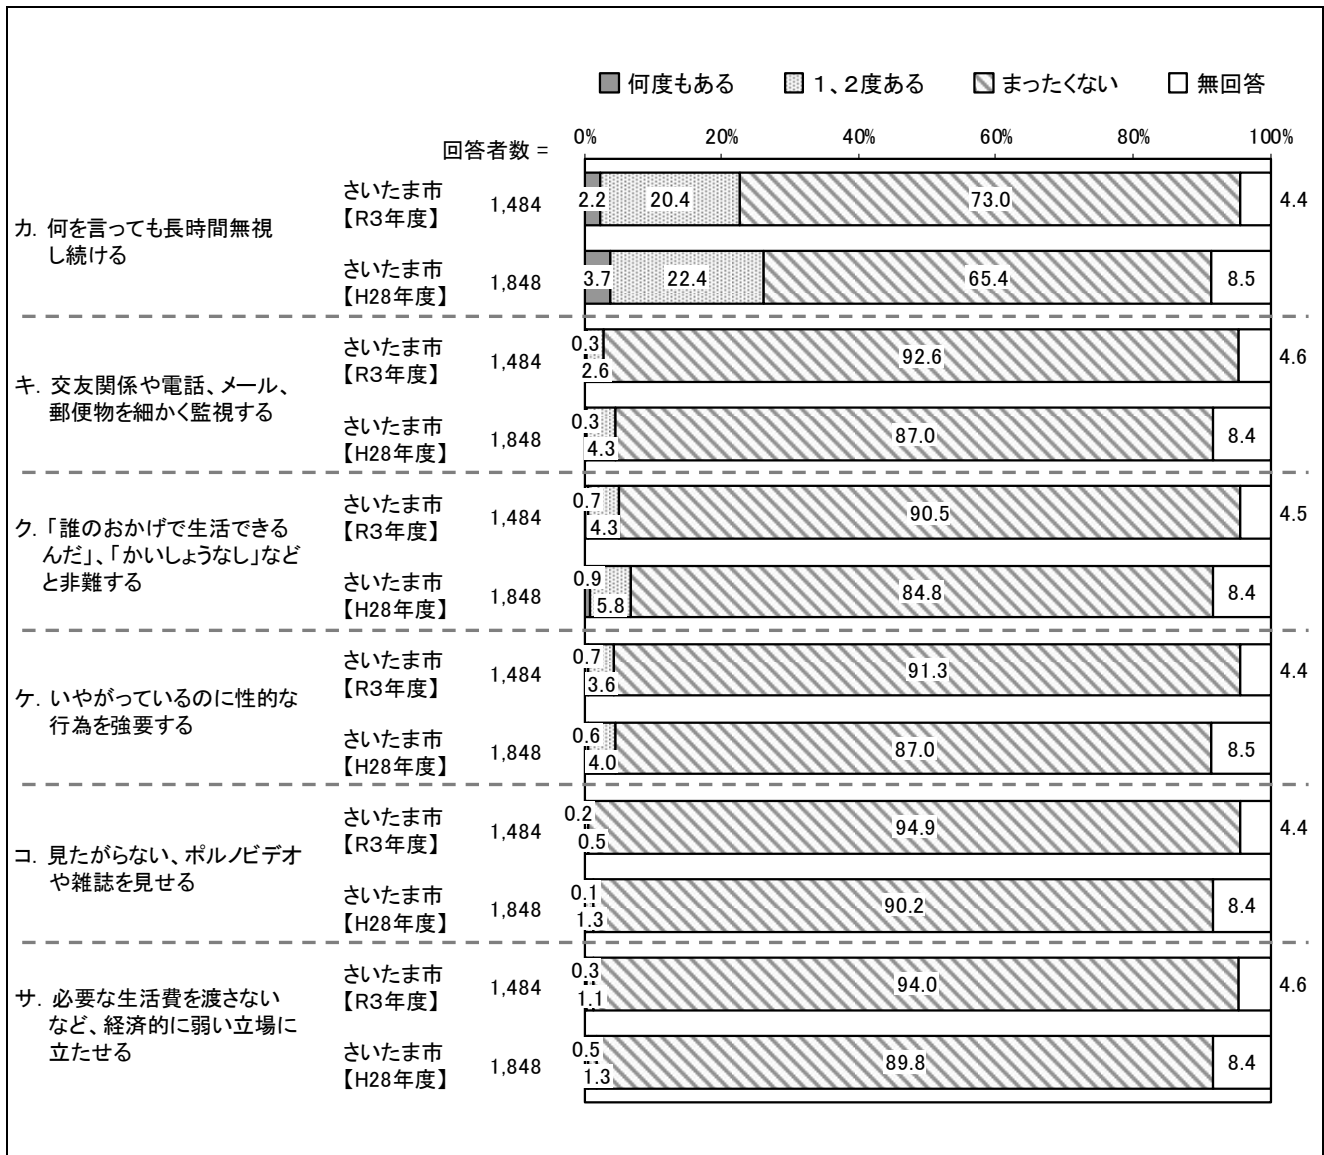 何度もある １、２度ある まったくない 無回答
0% 20% 40% 60% 80% 100%
回答者数 =
カ. 何を言っても長時間無視
し続ける
さいたま市
【R3年度】
1,484
2.2 20.4 73.0 4.4
さいたま市
【H28年度】
1,848
3.7 22.4 65.4 8.5
キ. 交友関係や電話、メール、
郵便物を細かく監視する
さいたま市
【R3年度】
1,484
0.3 2.6 92.6 4.6
さいたま市
【H28年度】
1,848
0.3 4.3 87.0 8.4
ク. 「誰のおかげで生活できる
んだ」、「かいしょうなし」など
と非難する
さいたま市
【R3年度】
1,484
0.7 4.3 90.5 4.5
さいたま市
【H28年度】
1,848
0.9 5.8 84.8 8.4
ケ. いやがっているのに性的な
行為を強要する
さいたま市
【R3年度】
1,484
0.7 3.6 91.3 4.4
さいたま市
【H28年度】
1,848
0.6 4.0 87.0 8.5
コ. 見たがらない、ポルノビデオ
や雑誌を見せる
さいたま市
【R3年度】
1,484
0.2 0.5 94.9 4.4
さいたま市
【H28年度】
1,848
0.1 1.3 90.2 8.4
サ. 必要な生活費を渡さない
など、経済的に弱い立場に
立たせる
さいたま市
【R3年度】
1,484
0.3 1.1 94.0 4.6
さいたま市
【H28年度】
1,848
0.5 1.3 89.8 8.4